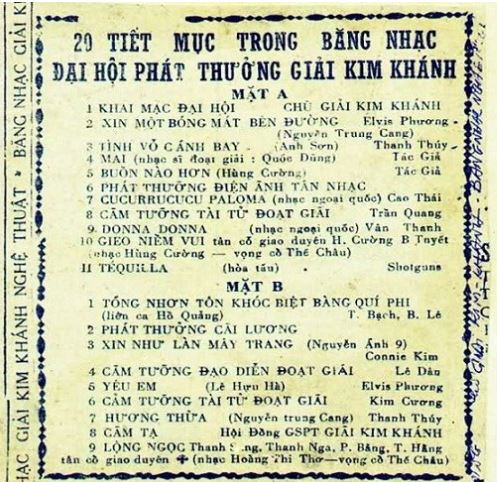 20 TIẾT MỤC TRONG BĂNG NHẠC
ĐẠI HỘI PHÁT THƯỞNG GIẢI KIM KHÁNH
MẶT A
1 KHAI MẠC ĐẠI HỘI CHỦ GIẢI KIM KHÁNH
2 XIN MỘT BÓNG MÁT BÊN ĐƯỜNG Elvis Phương
(Nguyễn Trung Cang)
3 TÌNH VỖ CÁNH BAY (Anh Sơn) Thanh Thúy
4 MAI (nhạc sĩ đoạt giải : Quốc Dũng) Tác Giả
5 BUỒN NÀO HƠN (Hùng Cường) Tác Giả
6 PHÁT THƯỞNG ĐIỆN ẢNH TÂN NHẠC
7 CUCURRUCUCU PALOMA (nhạc ngoại quốc) Cao Thái
8 CẢM TƯỞNG TÀI TỬ ĐOẠT GIẢI Trần Quang
9 DONNA DONNA (nhạc ngoại quốc) Vân Thanh
10 GIEO NIỀM VUI tân cổ giao duyên H. Cường B Tuyết
(nhạc Hùng Cường — vọng cổ Thế Châu)
11 TÉQUILLA (hòa tấu) Shotguns
MẶT B
1 TỐNG NHƠN TÔN KHÓC BIỆT BÀNG QUÍ PHI
(liên ca Hồ Quảng) T. Bạch, B. Lê
2 PHÁT THƯỞNG CẢI LƯƠNG
3 XIN NHƯ LÀN MÂY TRANG (Nguyễn Ánh 9)
Connie Kim
4 CẢM TƯỞNG ĐẠO DIỄN ĐOẠT GIẢI Lê Dân
5 YÊU EM (Lê Hựu Hà) Elvis Phương
6 CẢM TƯỞNG TÀI TỬ ĐOẠT GIẢI Kim Cương
7 HƯƠNG THỪA (Nguyễn trung Cang) Thanh Thúy
8 CẢM TẠ Hội Đồng GSPT GIẢI KIM KHÁNH
9 LỘNG NGỌC Thanh Thanh Nga, P. Bằng, T. Hằng
tân cổ giao duyên + (nhạc Hoàng Thi Thơ—vọng cổ Thế Châu)
HẠC GIẢI KIM KHÁNH NGHỆ THUẬT * BĂNG NHẠC GIẢI KI